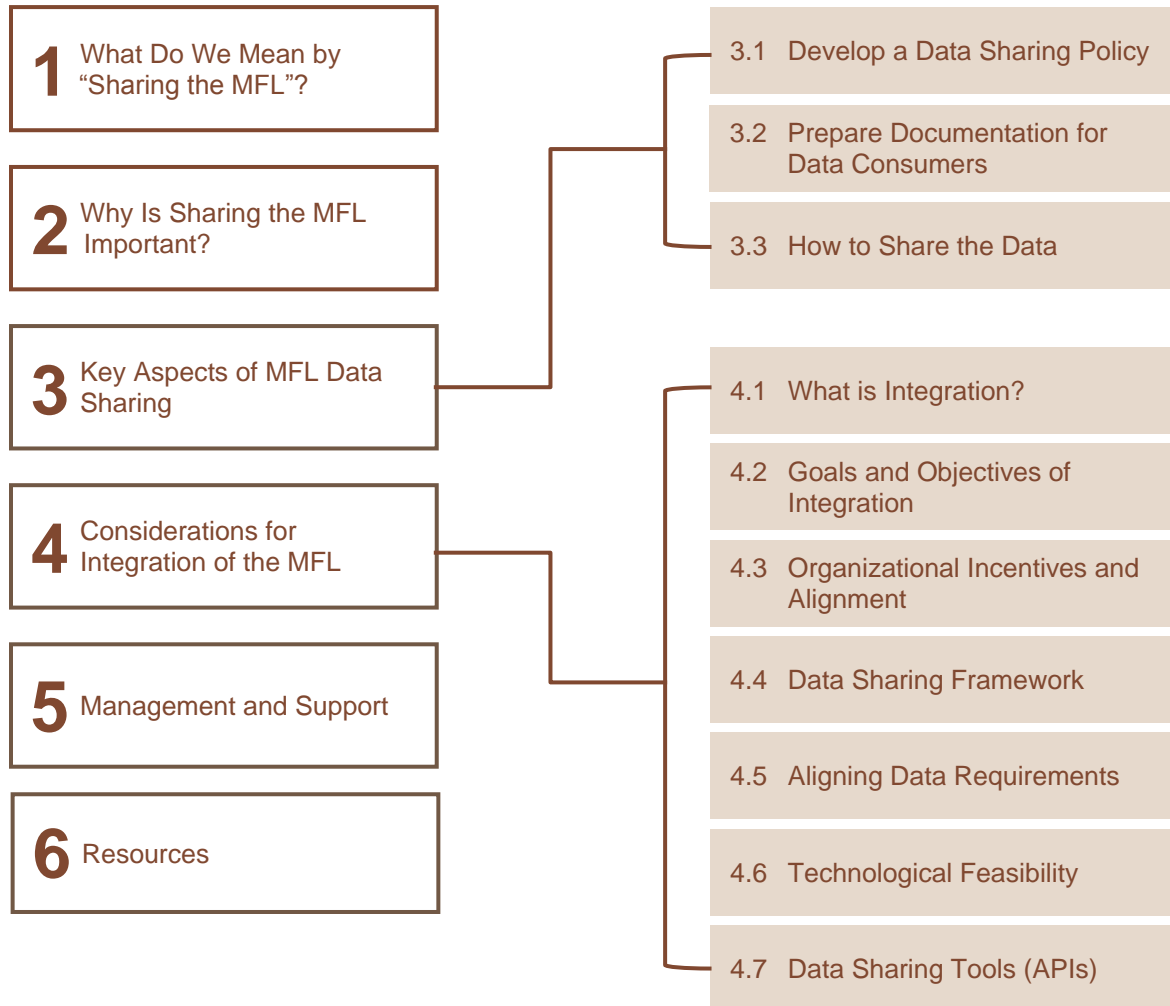 1 What Do We Mean by
“Sharing the MFL”?
2 Why Is Sharing the MFL
Important?
3 Key Aspects of MFL Data
Sharing
3.1 Develop a Data Sharing Policy
3.2 Prepare Documentation for
Data Consumers
3.3 How to Share the Data
4 Considerations for
Integration of the MFL
4.1 What is Integration?
4.2 Goals and Objectives of
Integration
4.3 Organizational Incentives and
Alignment
4.4 Data Sharing Framework
4.5 Aligning Data Requirements
4.6 Technological Feasibility
4.7 Data Sharing Tools (APIs)
5 Management and Support
6 Resources